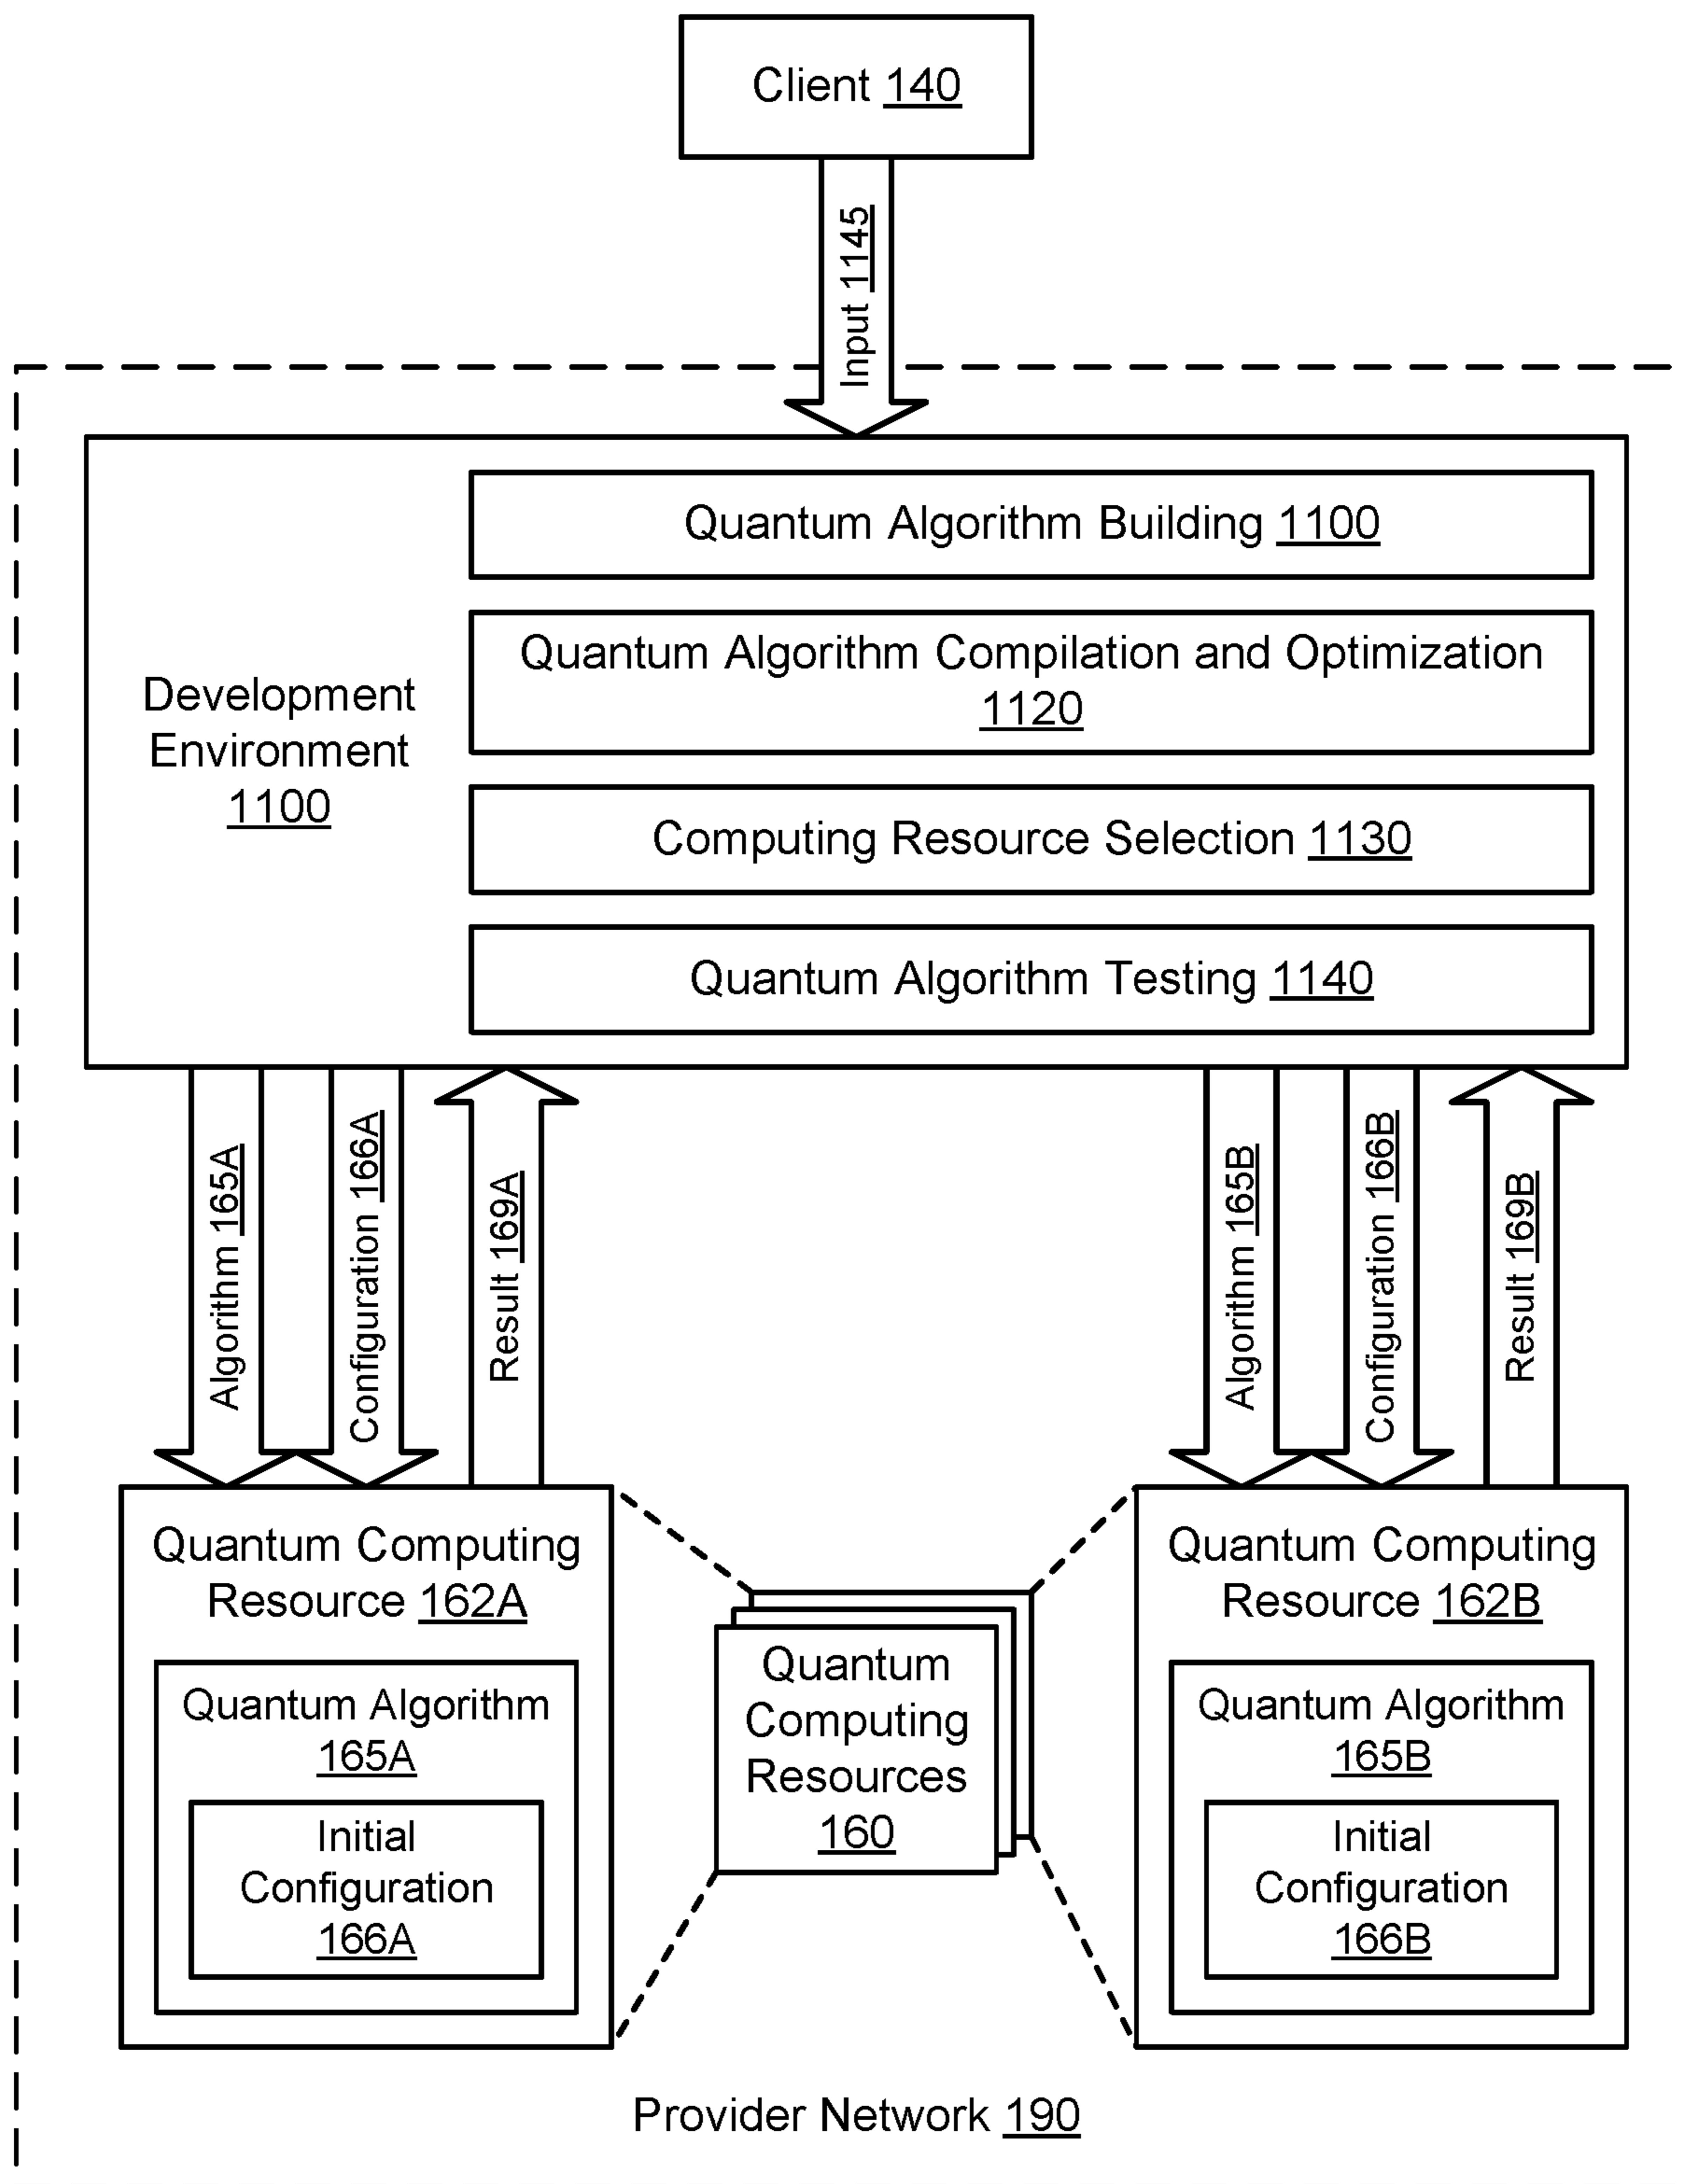 Client 140
Input 1145
Quantum Algorithm Building 1100
Quantum Algorithm Compilation and Optimization
1120
Development
Environment
1100
Computing Resource Selection 1130
Quantum Algorithm Testing 1140
Algorithm 165A
Configuration 166A
Result 169A
Algorithm 165B
Configuration 166B
Result 169B
Quantum Computing
Resource 162A
Quantum Algorithm
165A
Initial
Configuration
166A
Quantum
Computing
Resources
160
Quantum Computing
Resource 162B
Quantum Algorithm
165B
Initial
Configuration
166B
Provider Network 190